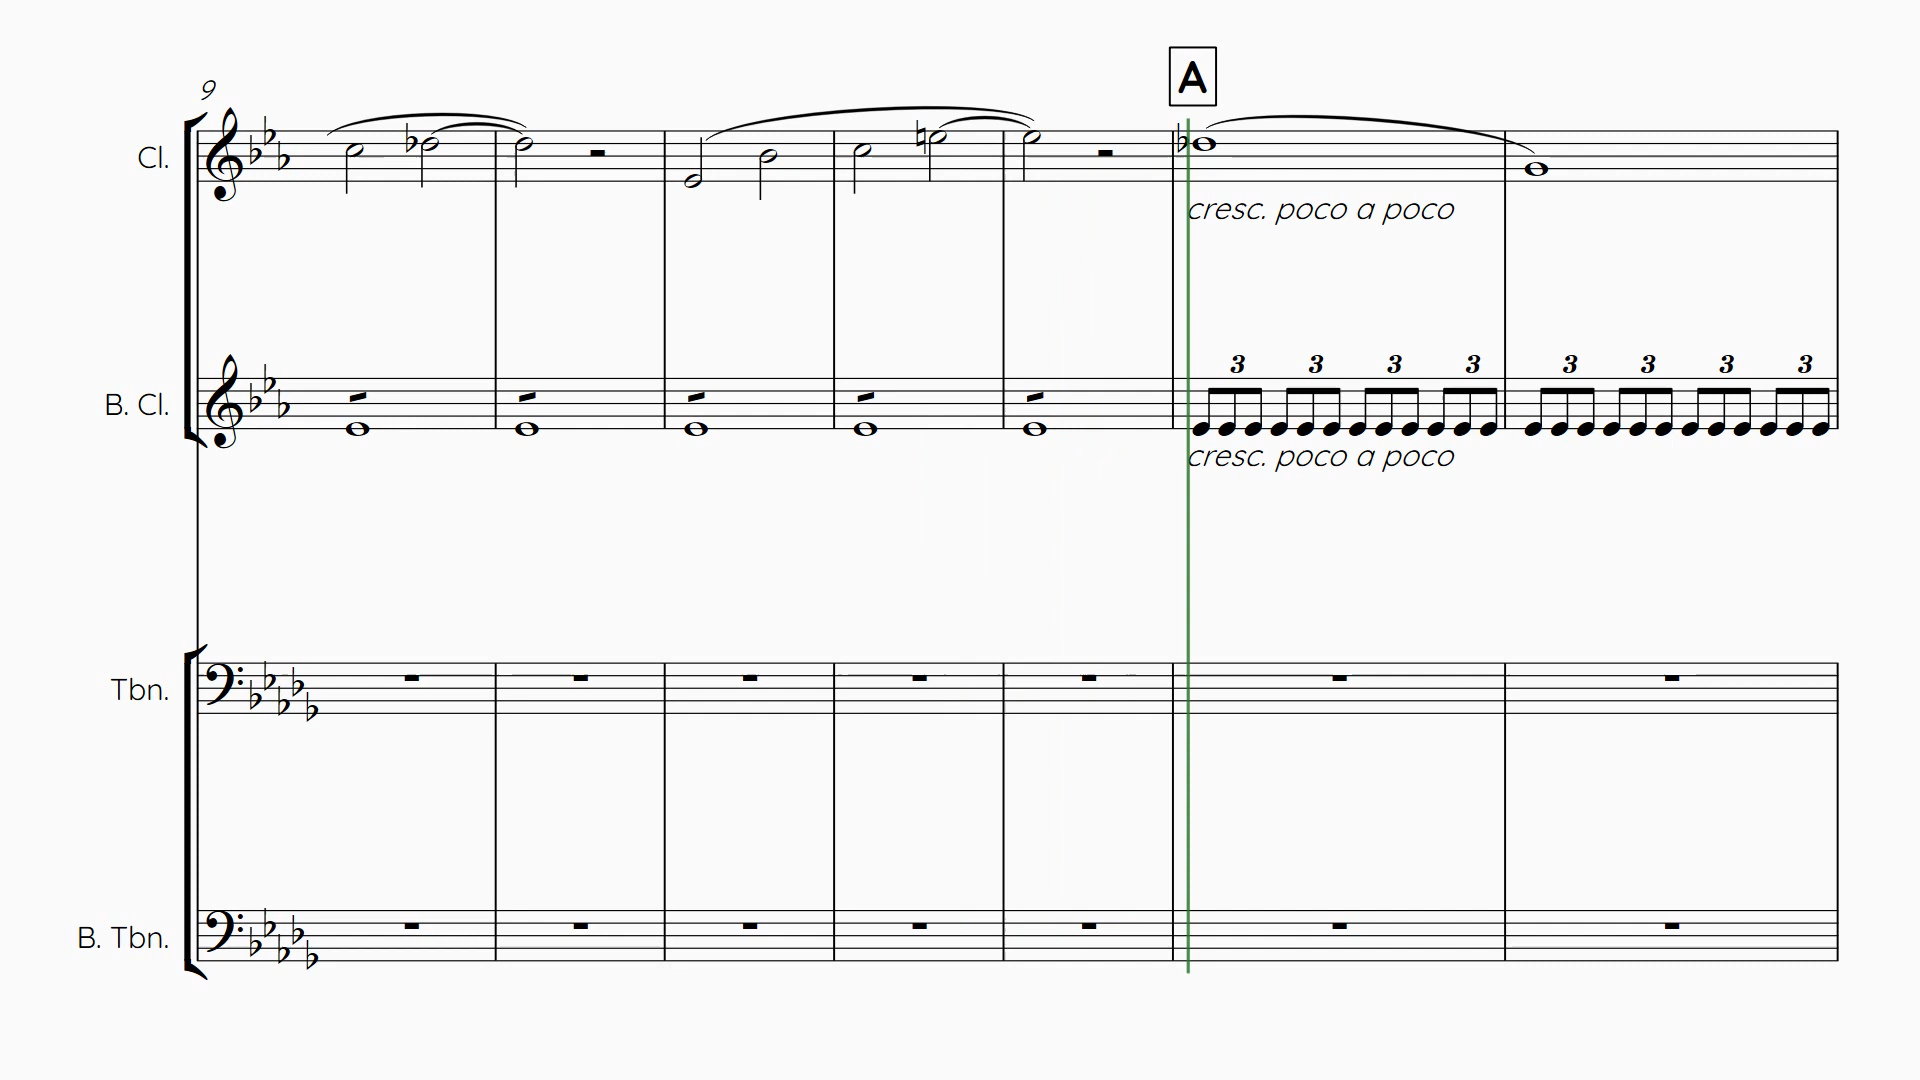 A
9
Cl.
cresc. poco a poco
3 3 3 3 3 3 3 3
B. Cl.
cresc. poco a poco
Tbn.
B. Tbn.